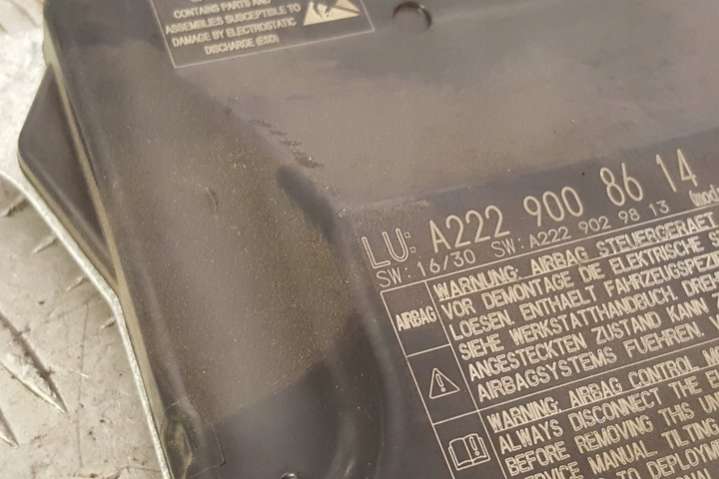 CONTAINS PARTS AND
ASSEMBLIES SUSCEPTIBLE TO
DAMAGE BY ELECTROSTATIC
DISCHARGE (ESD)
LU: A222 900 86 14
SW: 16/30 SW: A222 902 98 13
AIRBAG
WARNUNG: AIRBAG STEUERGERAET
VOR DEMONTAGE DIE ELEKTRISCHE
LOESEN. ENTHAELT FAHRZEUGSPEZ
SIEHE WERKSTATTHANDBUCH. DREH
ANGESTECKTEN ZUSTAND KANN
AIRBAGSYSTEMS FUEHREN.
WARNING: AIRBAG CONTROL
ALWAYS DISCONNECT THE
BEFORE REMOVING THIS
SERVICE MANUAL. TILTING
TO DEPLOYM